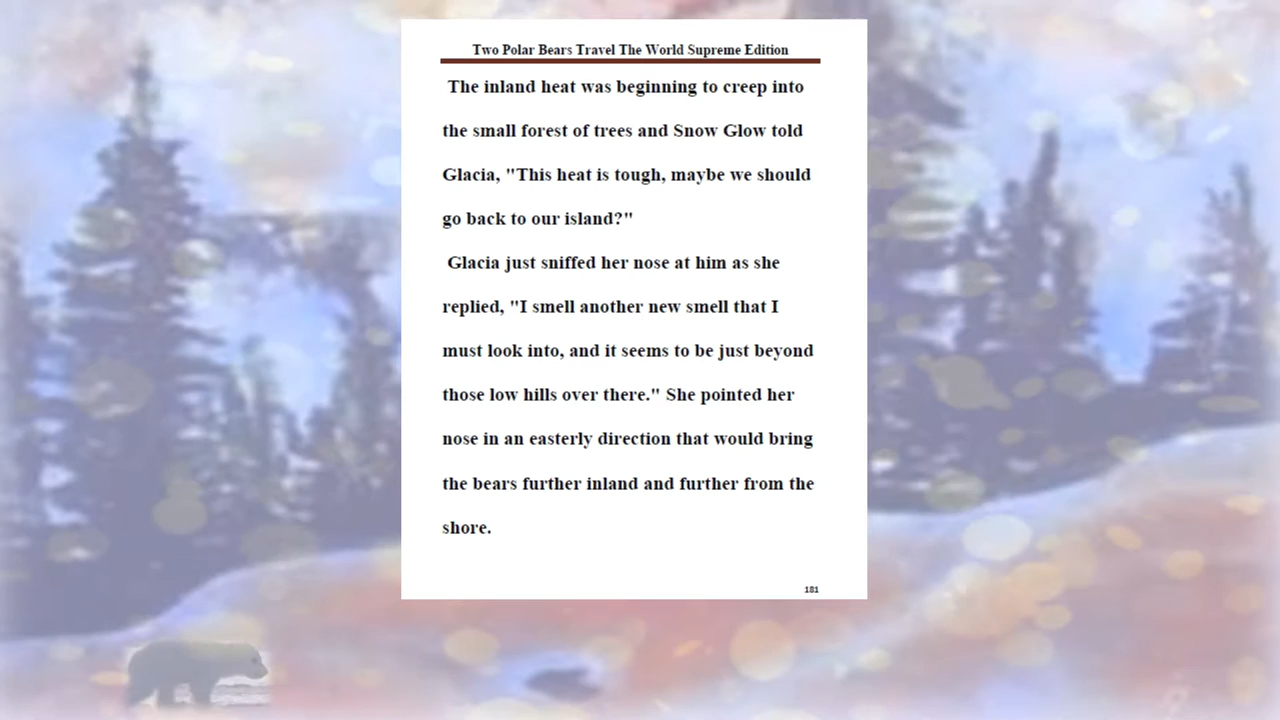 Two Polar Bears Travel The World Supreme Edition
The inland heat was beginning to creep into
the small forest of trees and Snow Glow told
Glacia, "This heat is tough, maybe we should
go back to our island?"
Glacia just sniffed her nose at him as she
replied, "I smell another new smell that I
must look into, and it seems to be just beyond
those low hills over there." She pointed her
nose in an easterly direction that would bring
the bears further inland and further from the
shore.
181